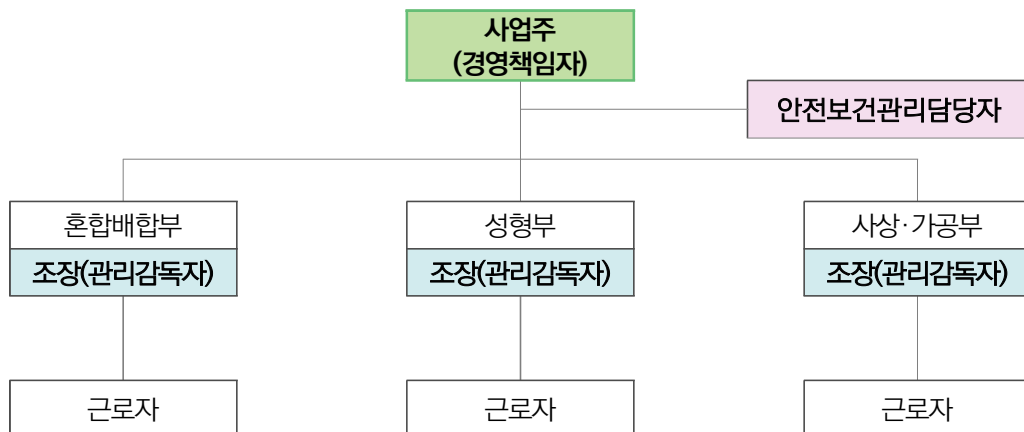 사업주
(경영책임자)
안전보건관리담당자
혼합배합부
성형부
사상·가공부
조장(관리감독자)
조장(관리감독자)
조장(관리감독자)
근로자
근로자
근로자